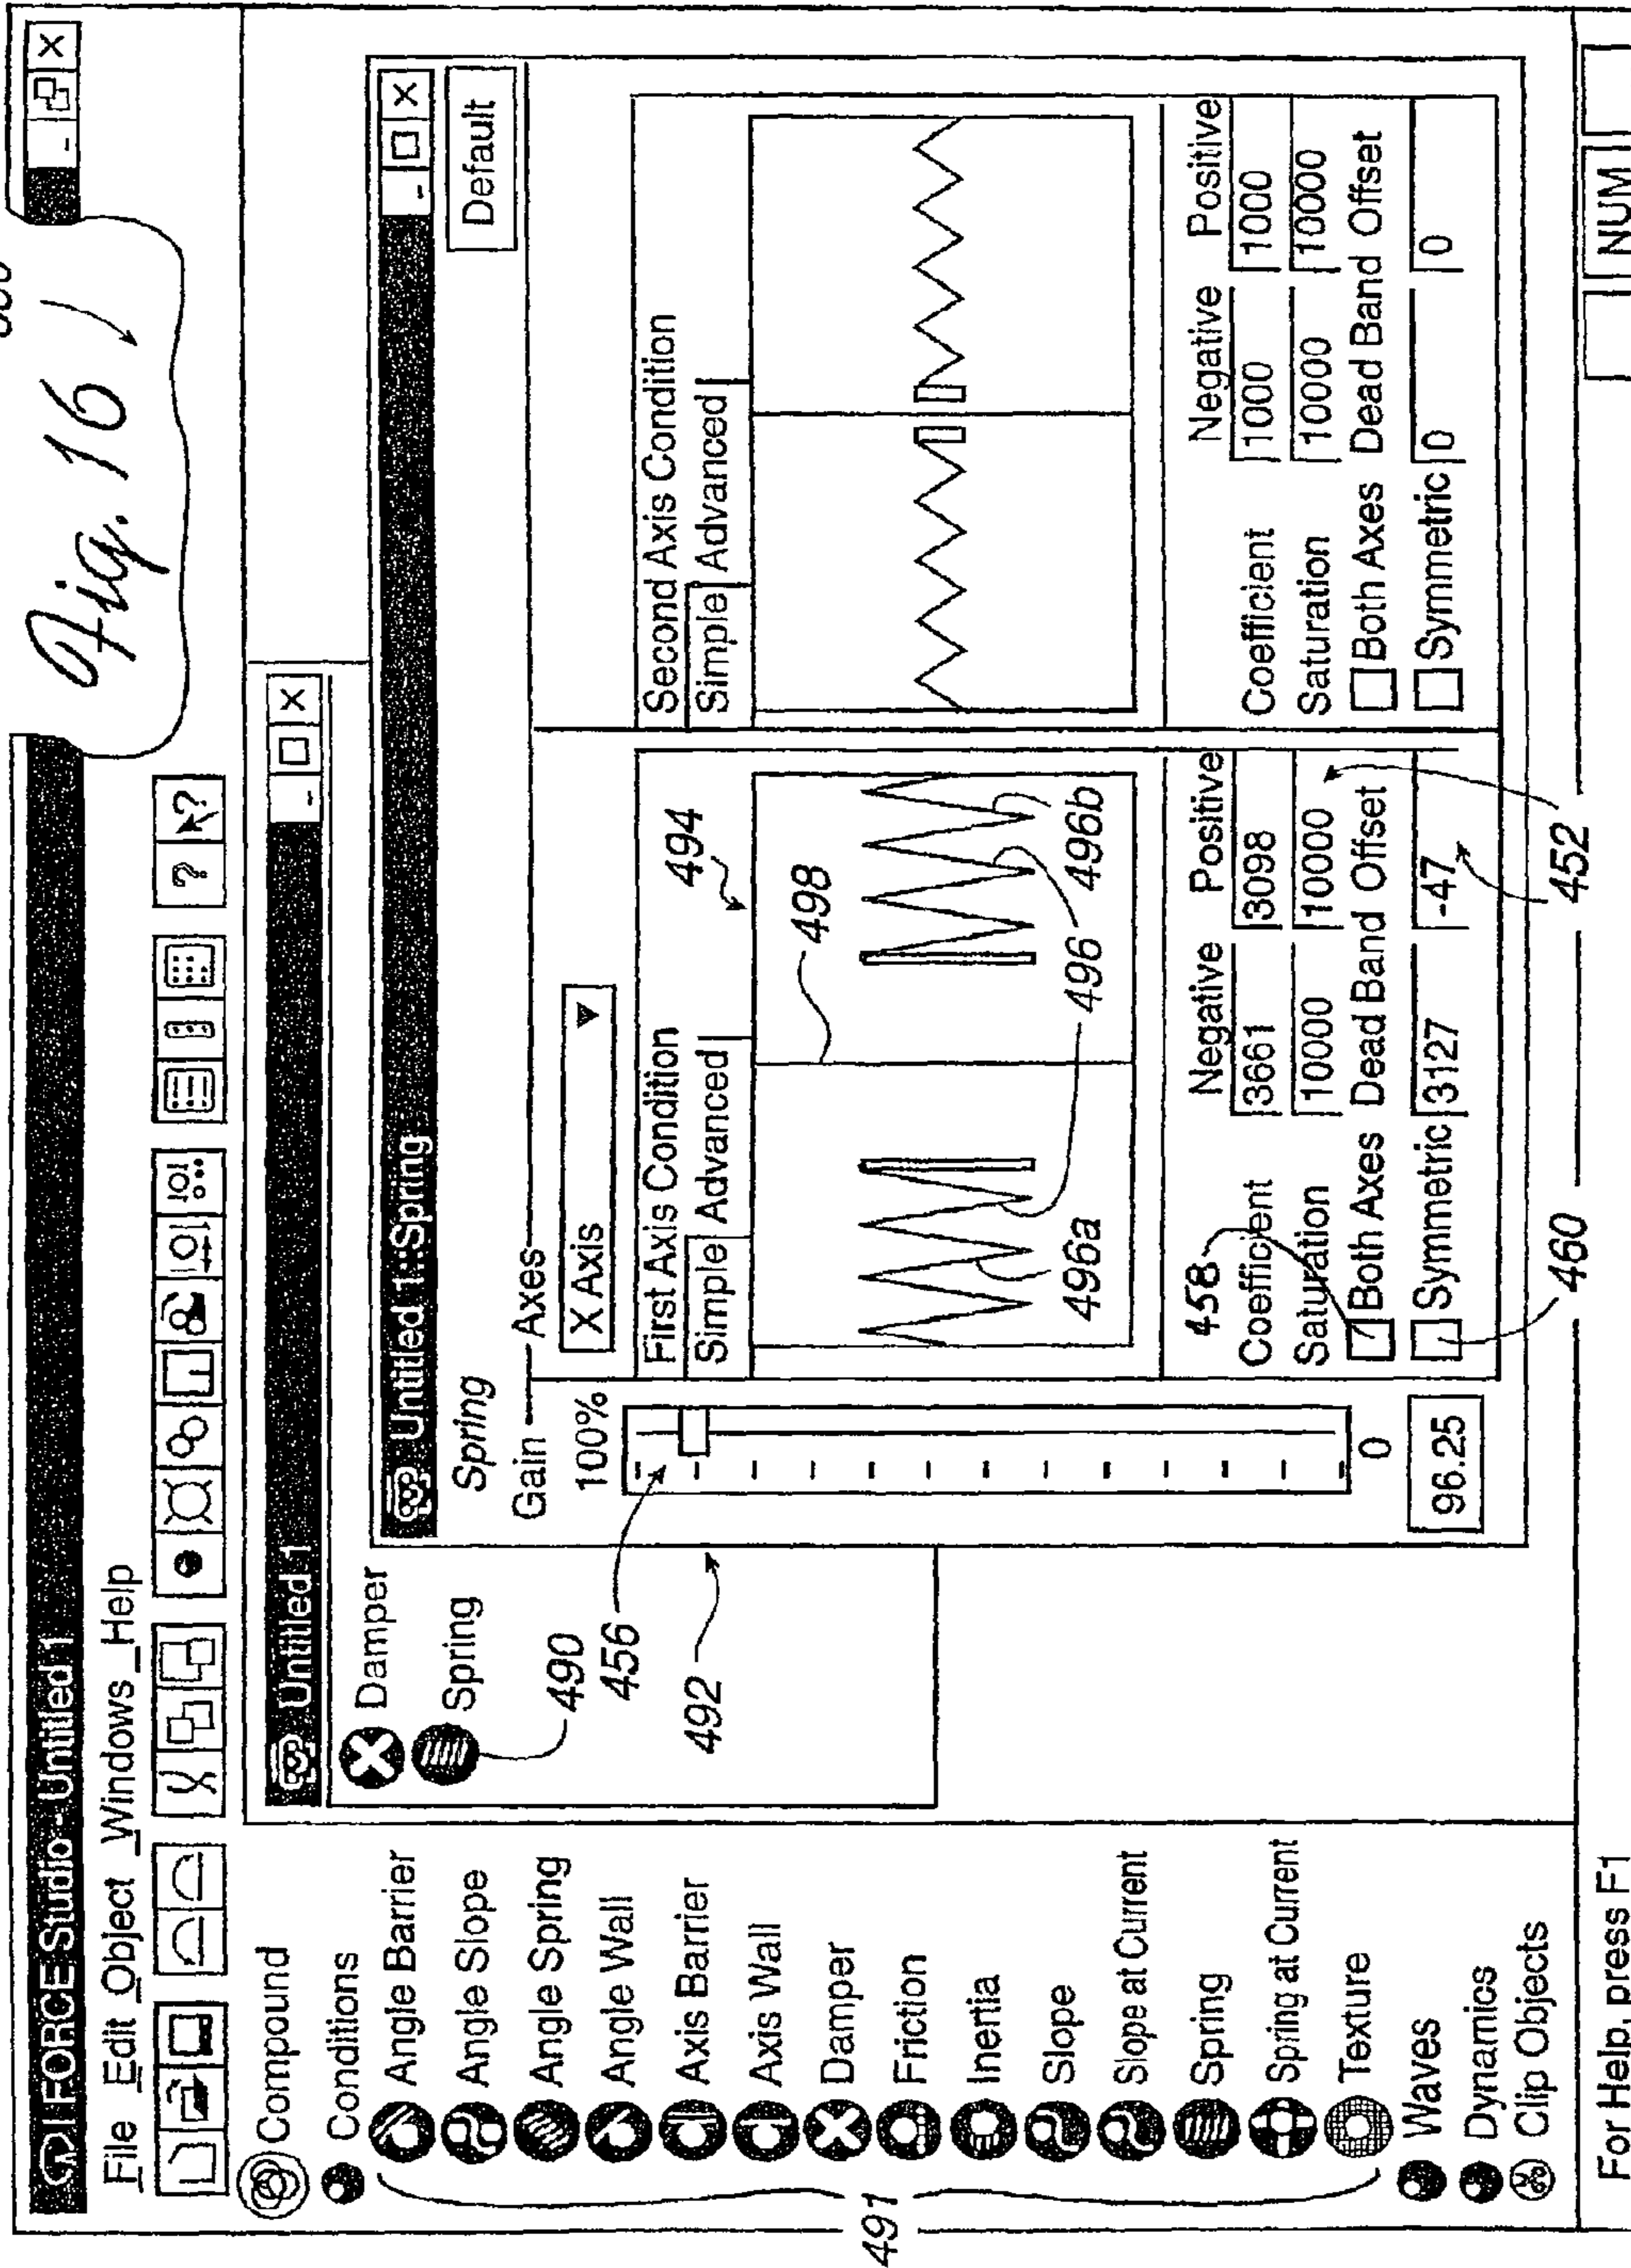 Fig. 16
I FORCE Studio - Untitled 1
File Edit Object Windows Help
? ?
Compound
Conditions
Angle Barrier
Angle Slope
Angle Spring
Angle Wall
Axis Barrier
Axis Wall
Damper
Friction
Inertia
Slope
Slope at Current
Spring
Spring at Current
Texture
Waves
Dynamics
Clip Objects
491
Untitled 1
Damper
Spring
490
456
492
Untitled 1::Spring
Spring
Default
Gain
100%
0
96.25
Axes
X Axis
First Axis Condition
Simple Advanced
494
498
496a
496
496b
458
Negative Positive
Coefficient 3661 3098
Saturation 10000 10000
Both Axes Dead Band Offset
Symmetric 3127 -47
460
452
Second Axis Condition
Simple Advanced
Negative Positive
Coefficient 1000 1000
Saturation 10000 10000
Both Axes Dead Band Offset
Symmetric 0 0
For Help, press F1
NUM